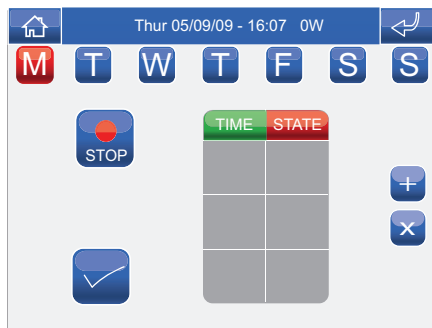 Thur 05/09/09 - 16:07 0W
M T W T F S S
STOP
TIME STATE
+
x